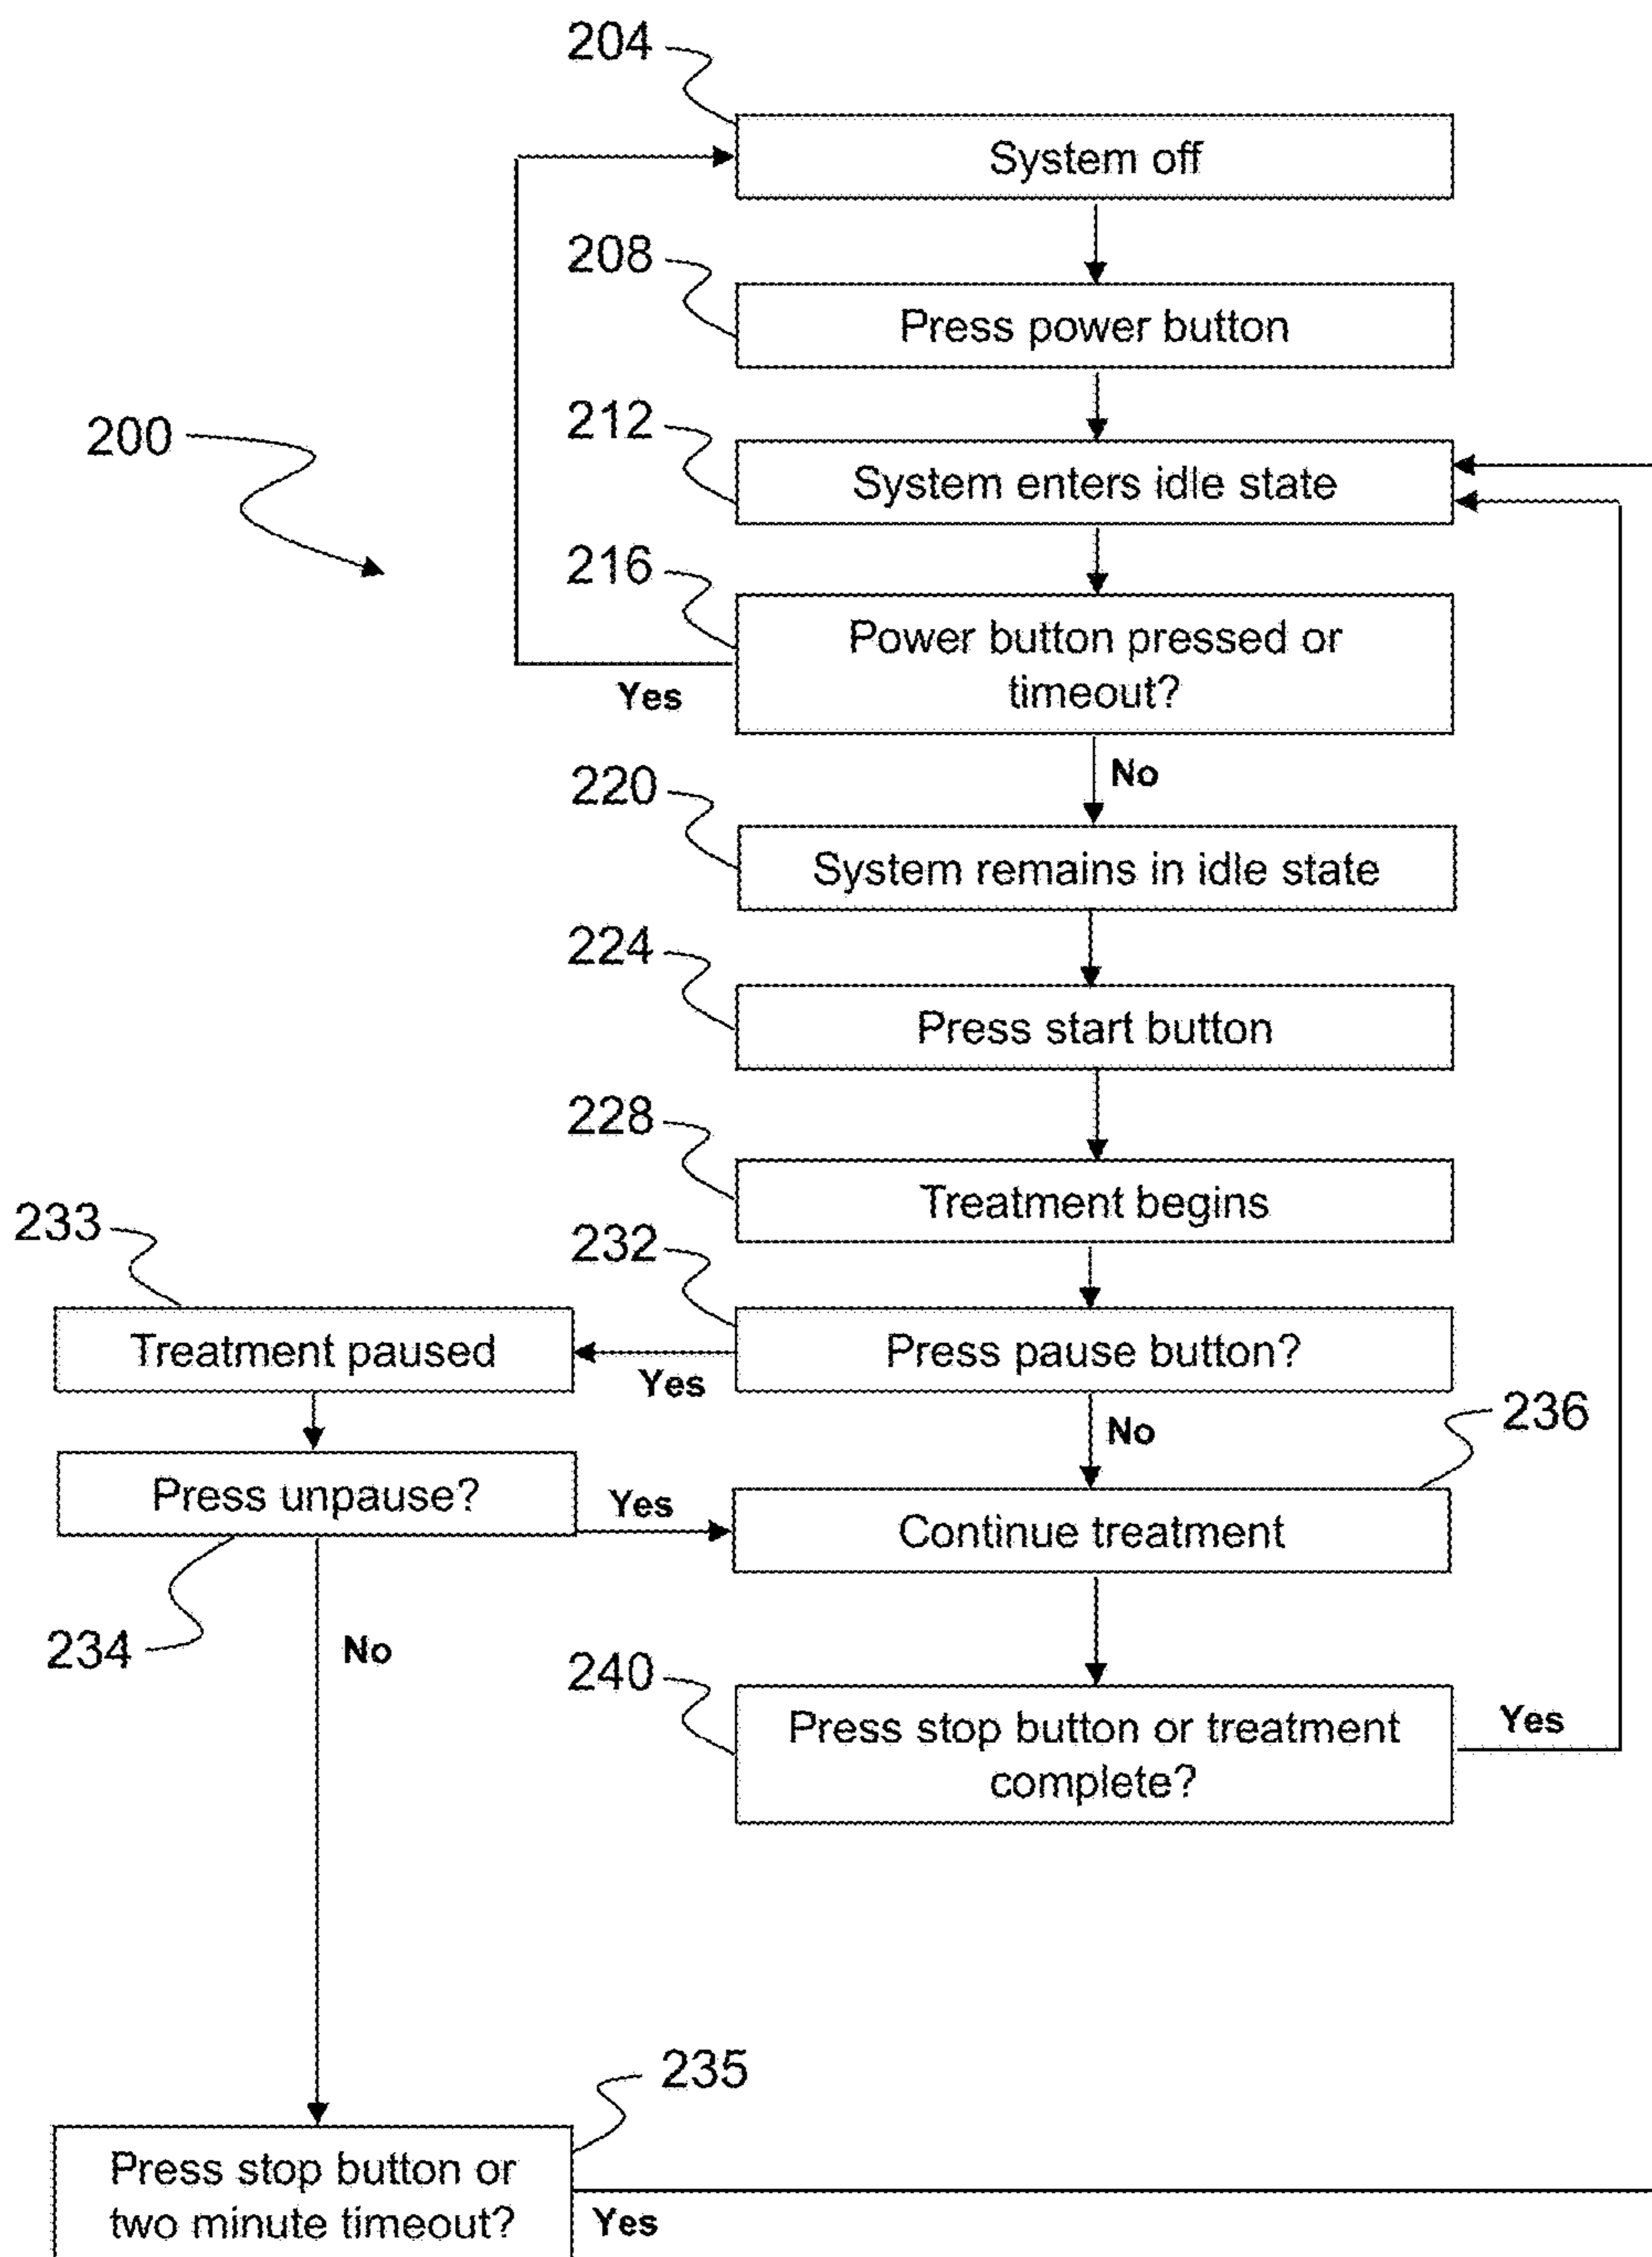 204
System off
208
Press power button
200
212
System enters idle state
216
Power button pressed or
timeout?
Yes
No
220
System remains in idle state
224
Press start button
228
Treatment begins
233
232
Treatment paused
Yes
Press pause button?
No
236
Press unpause?
Yes
Continue treatment
234
No
240
Press stop button or treatment
complete?
Yes
235
Press stop button or
two minute timeout?
Yes